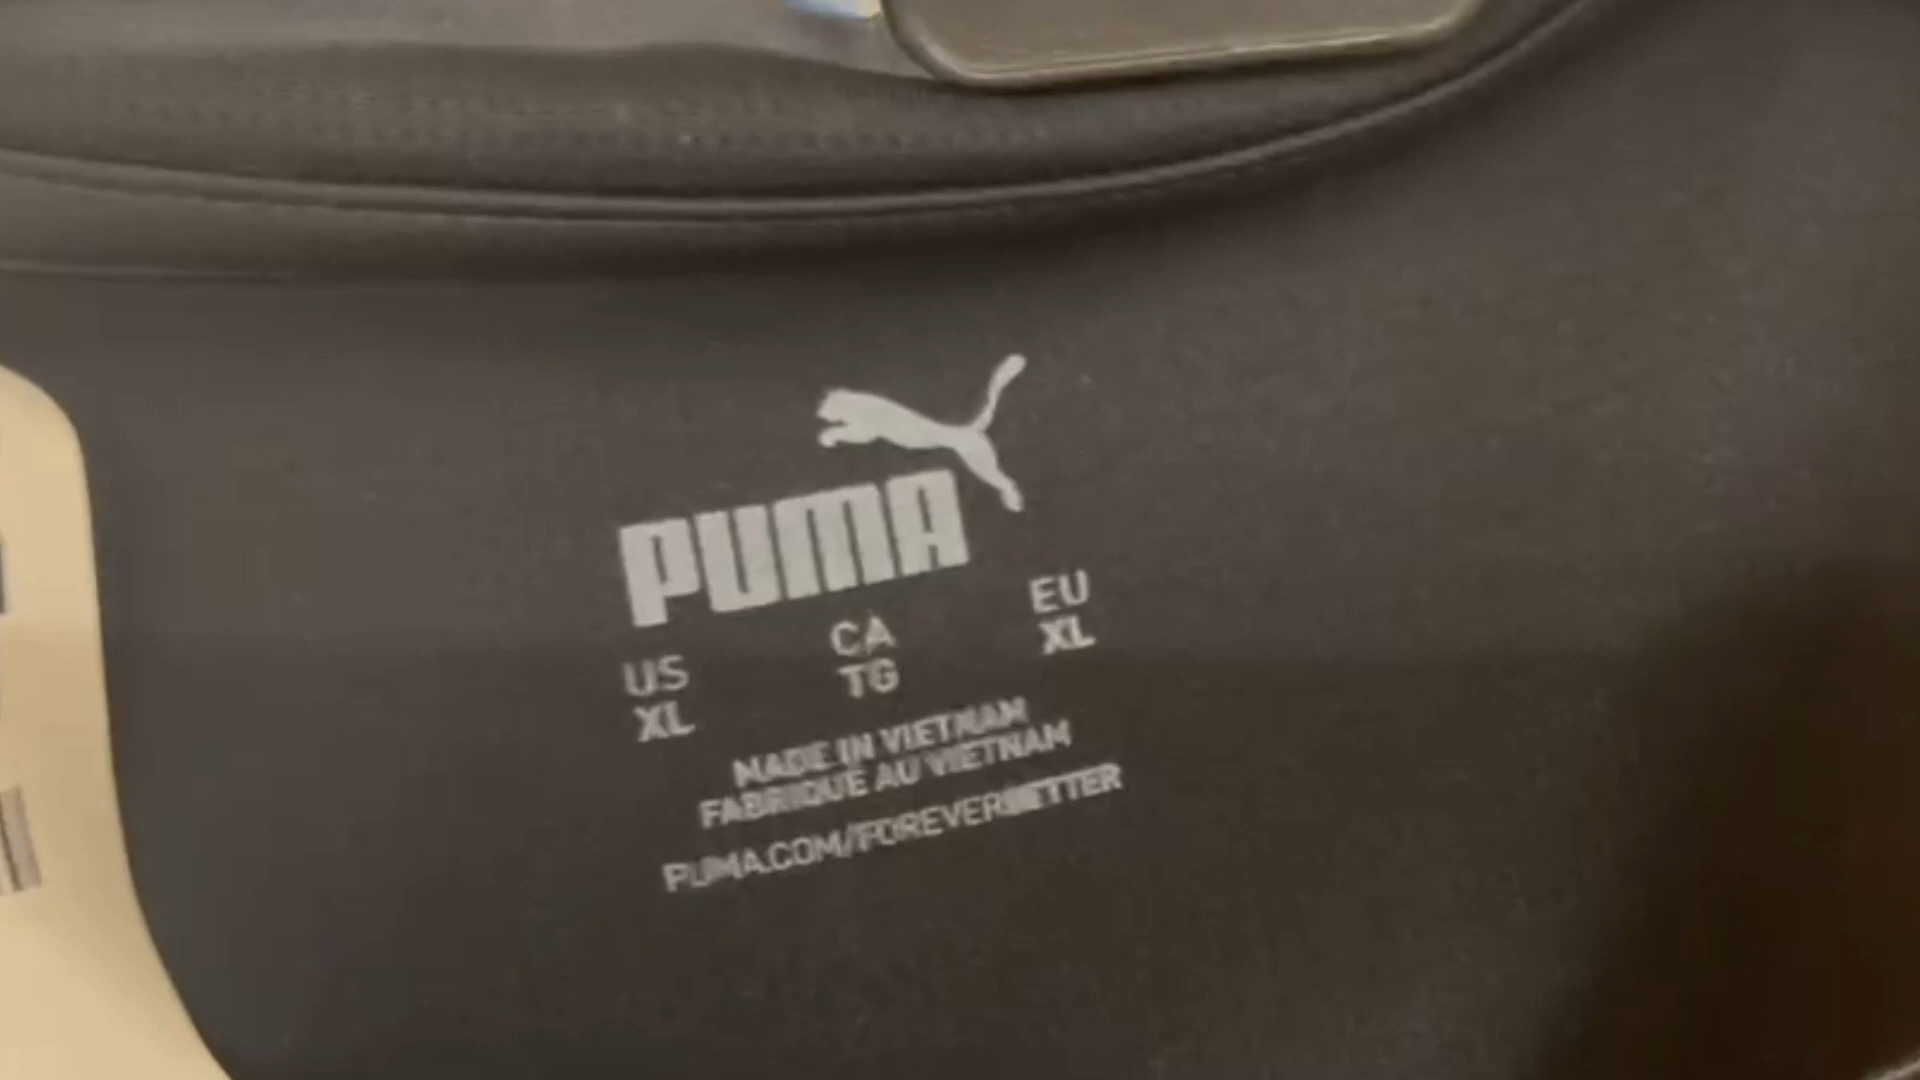 PUMA
US CA EU
XL TG XL
MADE IN VIETNAM
FABRIQUE AU VIETNAM
PUMA.COM/FOREVERBETTER